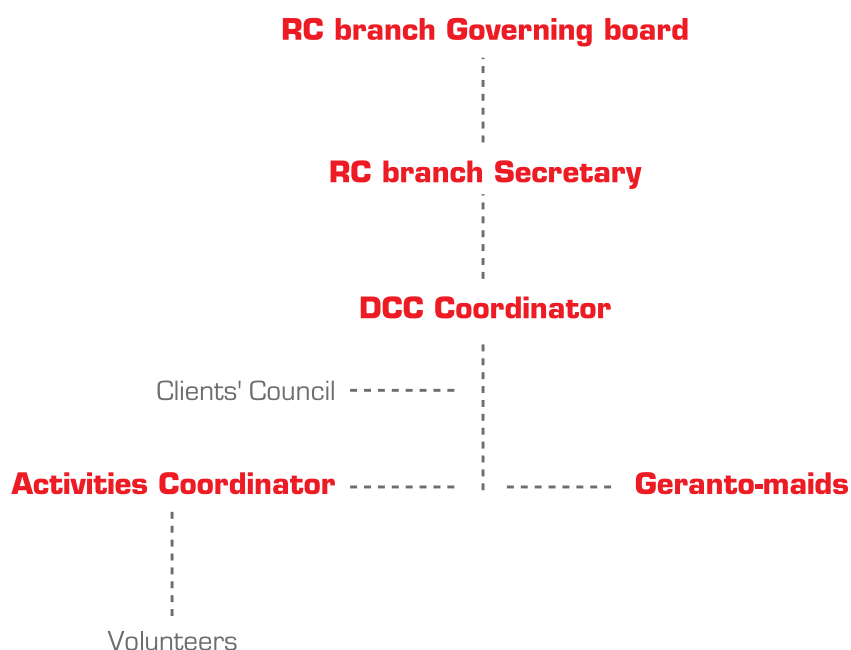 RC branch Governing board
RC branch Secretary
DCC Coordinator
Clients' Council
Activities Coordinator
Geranto-maids
Volunteers